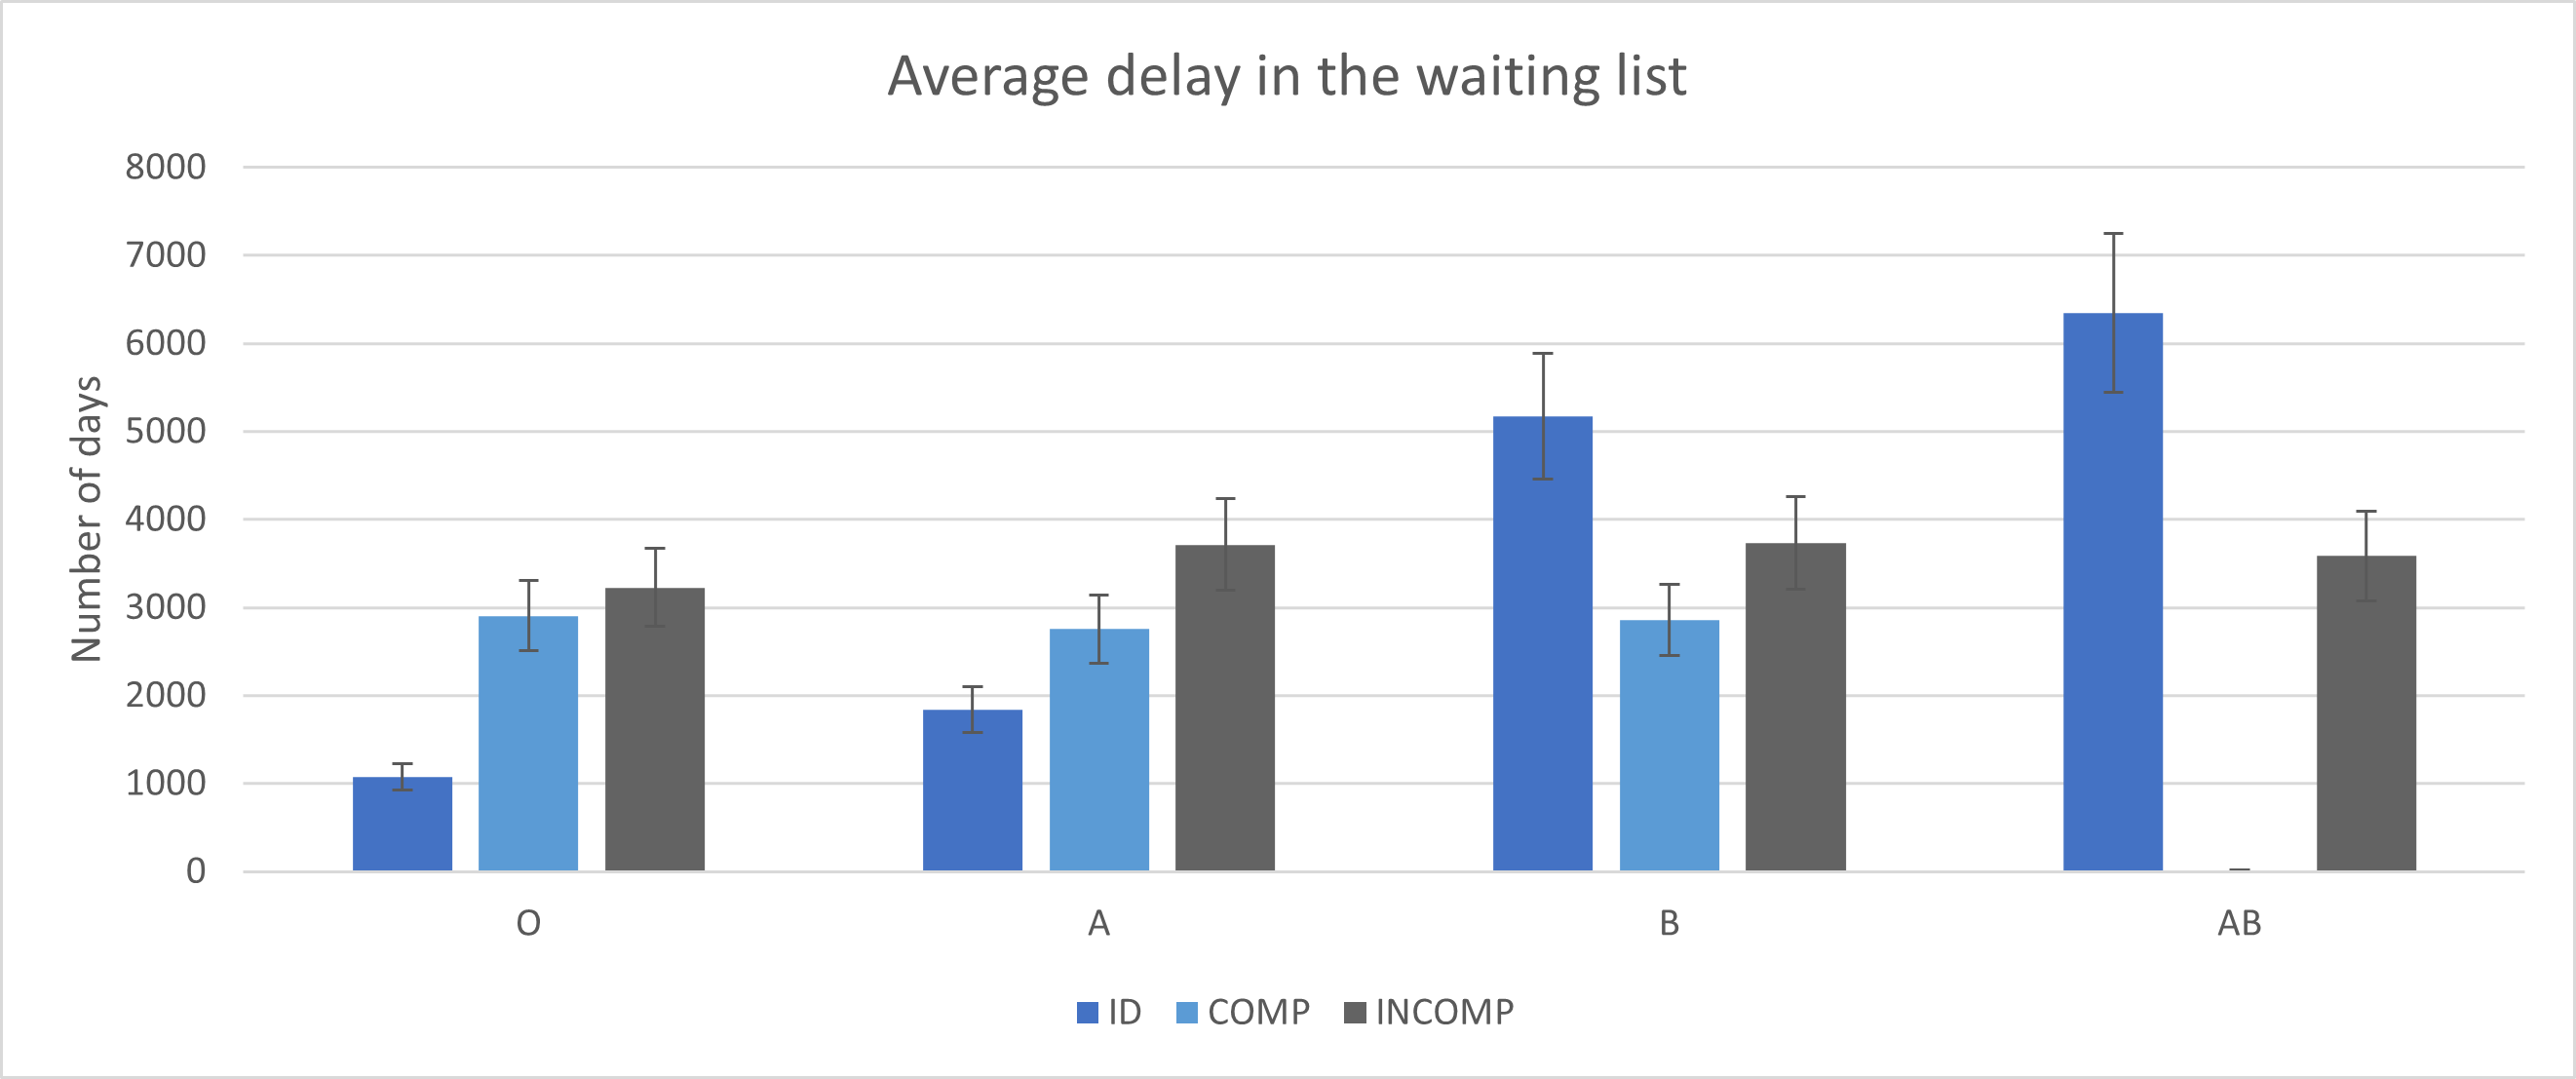 Average delay in the waiting list
Number of days
8000
7000
6000
5000
4000
3000
2000
1000
0
O A B AB
ID COMP INCOMP